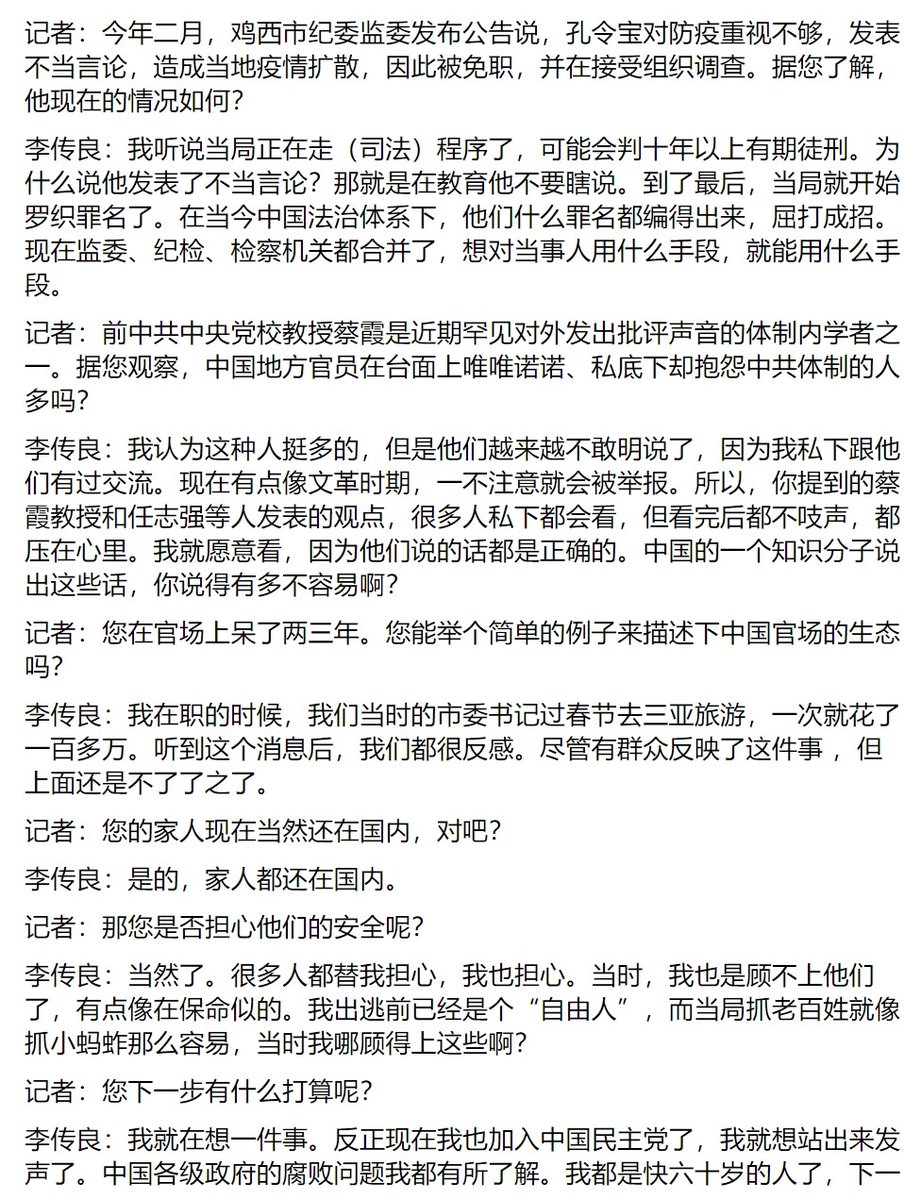 记者：今年二月，鸡西市纪委监委发布公告说，孔令宝对防疫重视不够，发表
不当言论，造成当地疫情扩散，因此被免职，并在接受组织调查。据您了解，
他现在的情况如何？
李传良：我听说当局正在走（司法）程序了，可能会判十年以上有期徒刑。为
什么说他发表了不当言论？那就是在教育他不要瞎说。到了最后，当局就开始
罗织罪名了。在当今中国法治体系下，他们什么罪名都编得出来，屈打成招。
现在监委、纪检、检察机关都合并了，想对当事人用什么手段，就能用什么手
段。
记者：前中共中央党校教授蔡霞是近期罕见对外发出批评声音的体制内学者之
一。据您观察，中国地方官员在台面上唯唯诺诺、私底下却抱怨中共体制的人
多吗？
李传良：我认为这种人挺多的，但是他们越来越不敢明说了，因为我私下跟他
们有过交流。现在有点像文革时期，一不注意就会被举报。所以，你提到的蔡
霞教授和任志强等人发表的观点，很多人私下都会看，但看完后都不吱声，都
压在心里。我就愿意看，因为他们说的话都是正确的。中国的一个知识分子说
出这些话，你说得有多不容易啊？
记者：您在官场上呆了两三年。您能举个简单的例子来描述下中国官场的生态
吗？
李传良：我在职的时候，我们当时的市委书记过春节去三亚旅游，一次就花了
一百多万。听到这个消息后，我们都很反感。尽管有群众反映了这件事 ，但
上面还是不了了之了。
记者：您的家人现在当然还在国内，对吧？
李传良：是的，家人都还在国内。
记者：那您是否担心他们的安全呢？
李传良：当然了。很多人都替我担心，我也担心。当时，我也是顾不上他们
了，有点像在保命似的。我出逃前已经是个“自由人”，而当局抓老百姓就像
抓小蚂蚱那么容易，当时我哪顾得上这些啊？
记者：您下一步有什么打算呢？
李传良：我就在想一件事。反正现在我也加入中国民主党了，我就想站出来发
声了。中国各级政府的腐败问题我都有所了解。我都是快六十岁的人了，下一